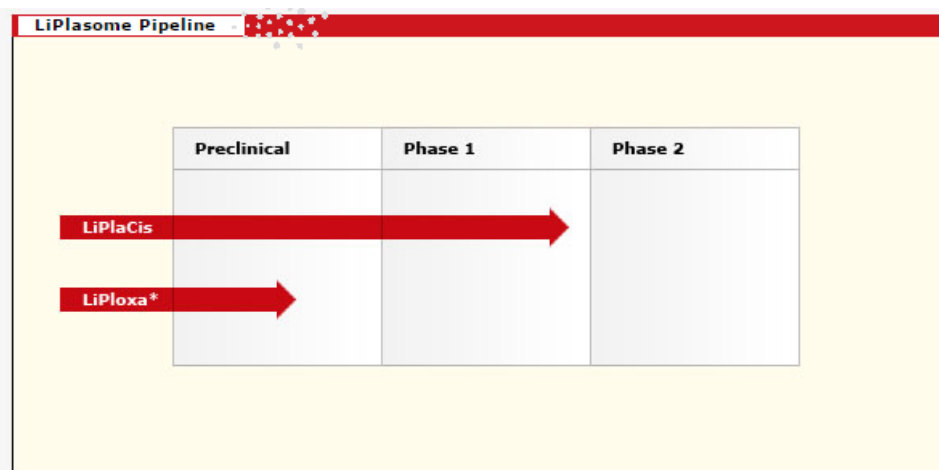 LiPlasome Pipeline
Preclinical Phase 1 Phase 2
LiPlaCis
LiPloxa*